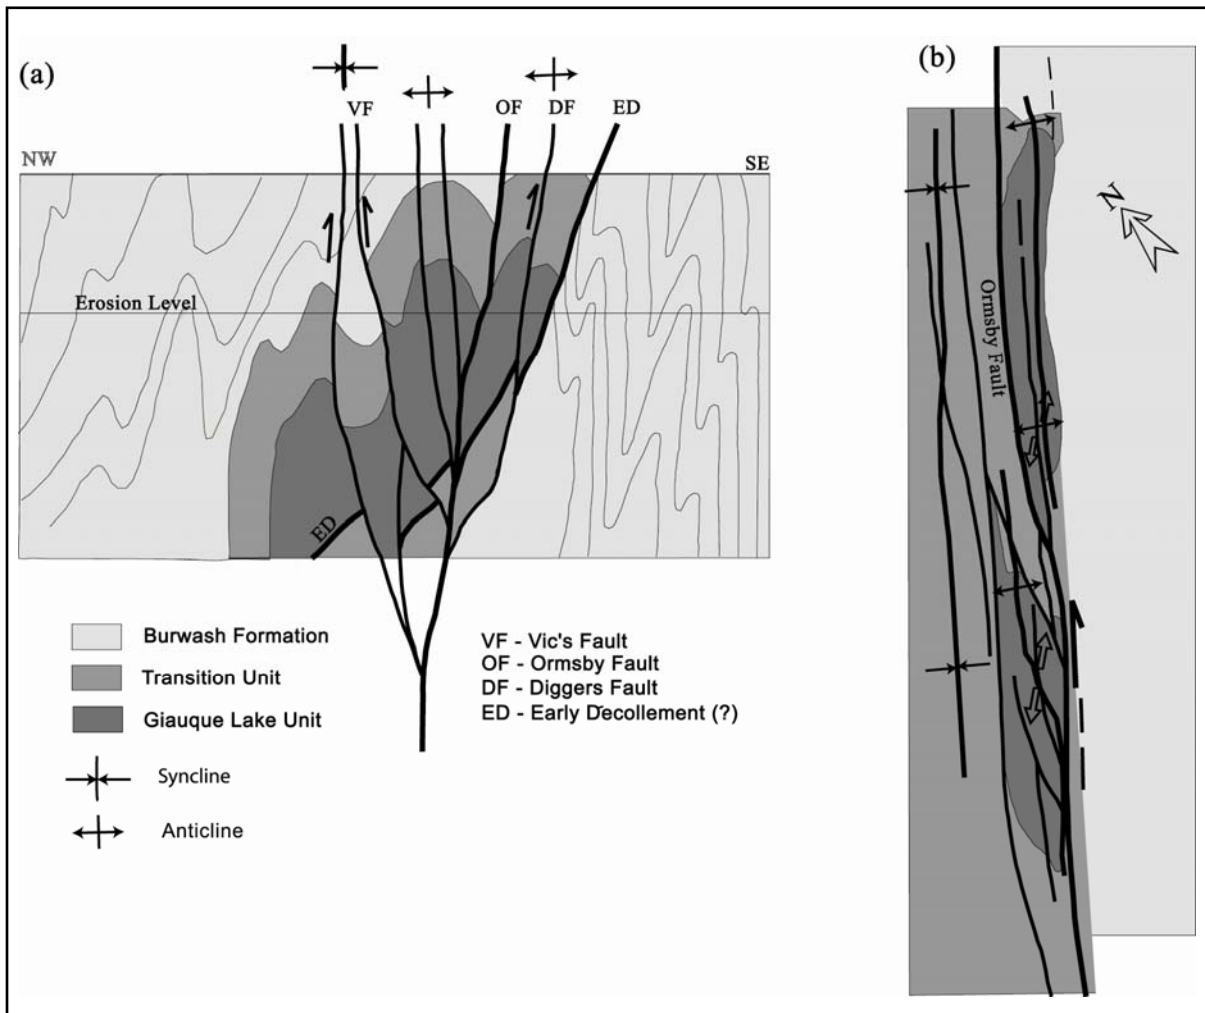 (a)
VF
OF
DF
ED
NW
SE
Erosion Level
ED
Burwash Formation
Transition Unit
Giauque Lake Unit
Syncline
Anticline
VF - Vic's Fault
OF - Ormsby Fault
DF - Diggers Fault
ED - Early Decollement (?)
(b)
N
Ormsby Fault